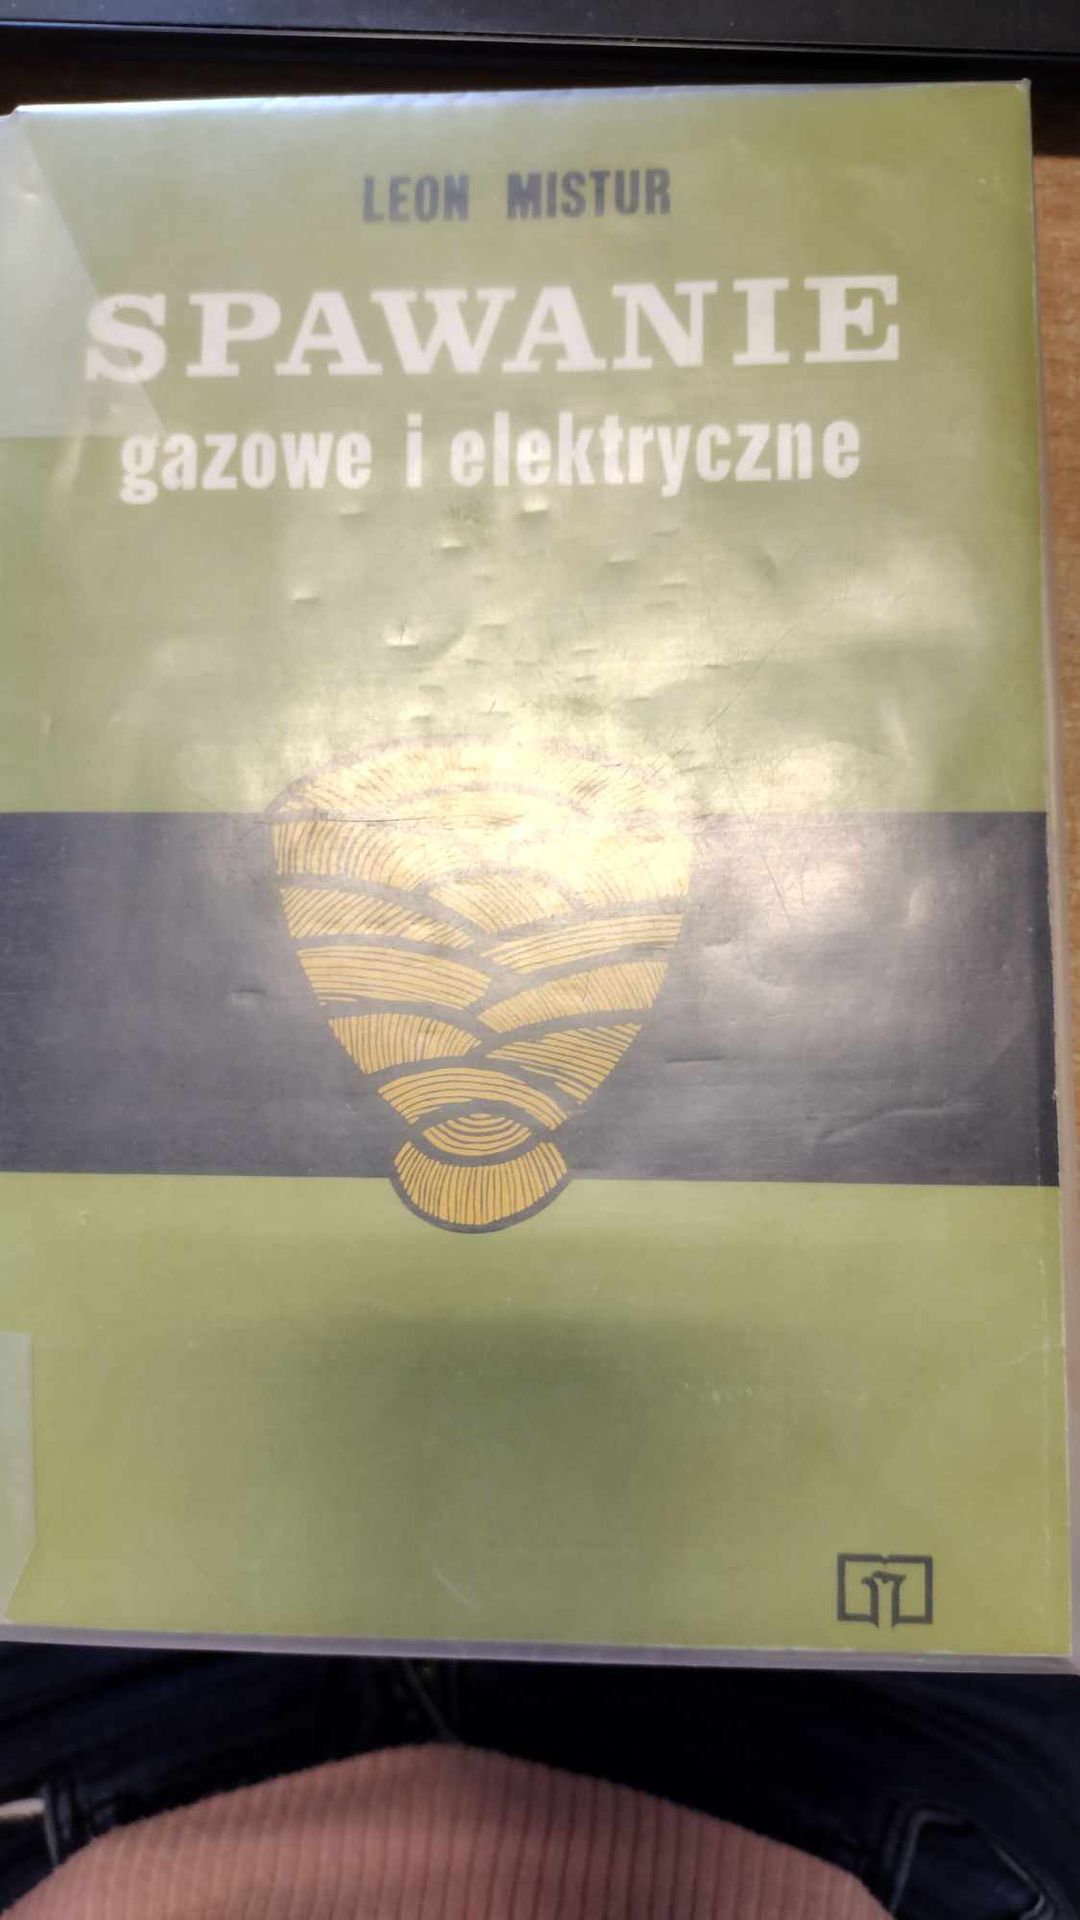 LEON MISTUR
SPAWANIE
gazowe i elektryczne